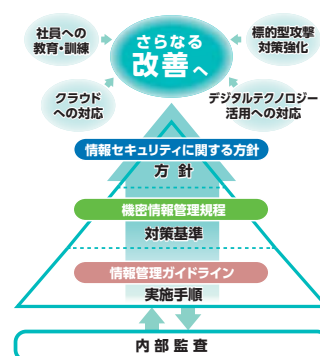 社員への
教育・訓練
さらなる
改善へ
標的型攻撃
対策強化
クラウド
への対応
デジタルテクノロジー
活用への対応
情報セキュリティに関する方針
方 針
機密情報管理規程
対策基準
情報管理ガイドライン
実施手順
内部監査